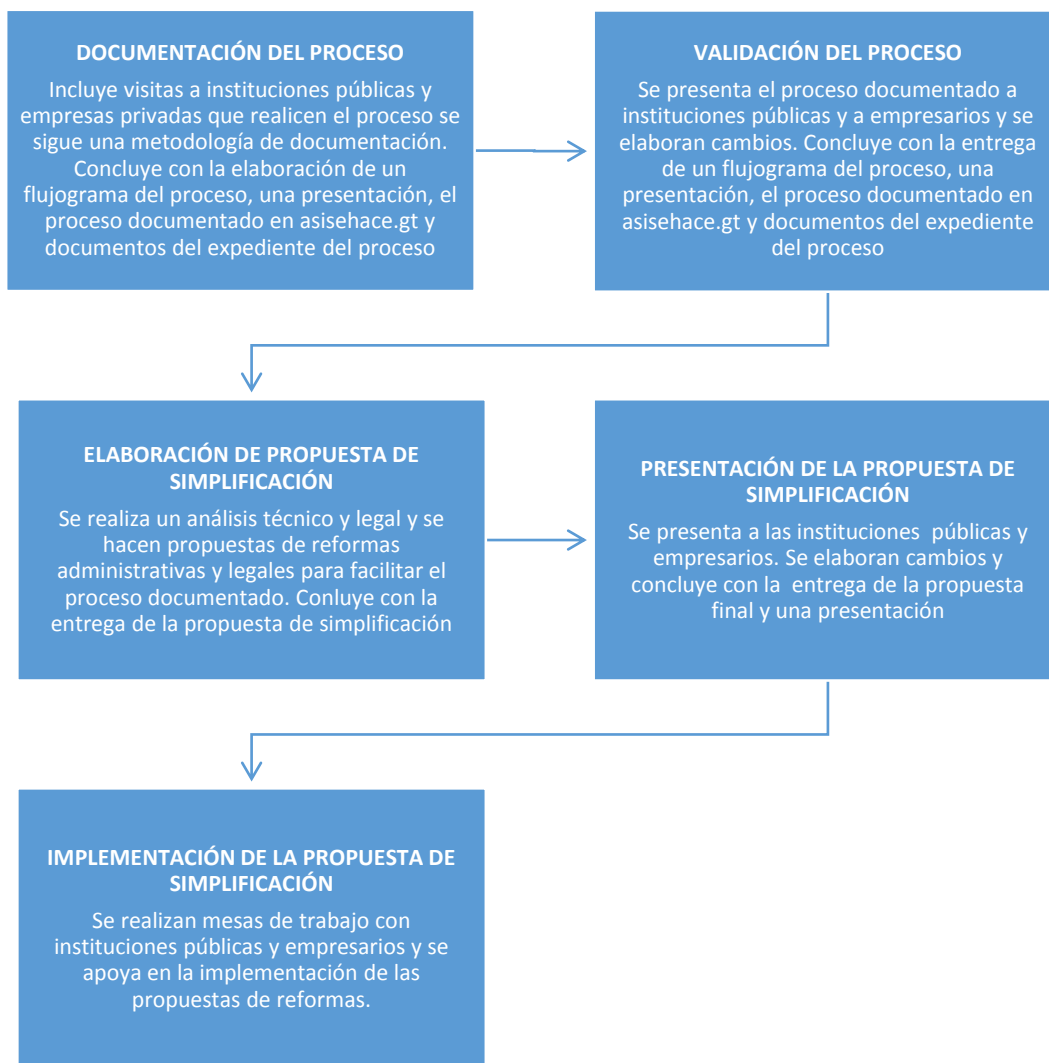 DOCUMENTACIÓN DEL PROCESO
Incluye visitas a instituciones públicas y
empresas privadas que realicen el proceso se
sigue una metodología de documentación.
Concluye con la elaboración de un
flujograma del proceso, una presentación, el
proceso documentado en asisehace.gt y
documentos del expediente del proceso
VALIDACIÓN DEL PROCESO
Se presenta el proceso documentado a
instituciones públicas y a empresarios y se
elaboran cambios. Concluye con la entrega
de un flujograma del proceso, una
presentación, el proceso documentado en
asisehace.gt y documentos del expediente
del proceso
ELABORACIÓN DE PROPUESTA DE
SIMPLIFICACIÓN
Se realiza un análisis técnico y legal y se
hacen propuestas de reformas
administrativas y legales para facilitar el
proceso documentado. Conluye con la
entrega de la propuesta de simplificación
PRESENTACIÓN DE LA PROPUESTA DE
SIMPLIFICACIÓN
Se presenta a las instituciones públicas y
empresarios. Se elaboran cambios y
concluye con la entrega de la propuesta
final y una presentación
IMPLEMENTACIÓN DE LA PROPUESTA DE
SIMPLIFICACIÓN
Se realizan mesas de trabajo con
instituciones públicas y empresarios y se
apoya en la implementación de las
propuestas de reformas.